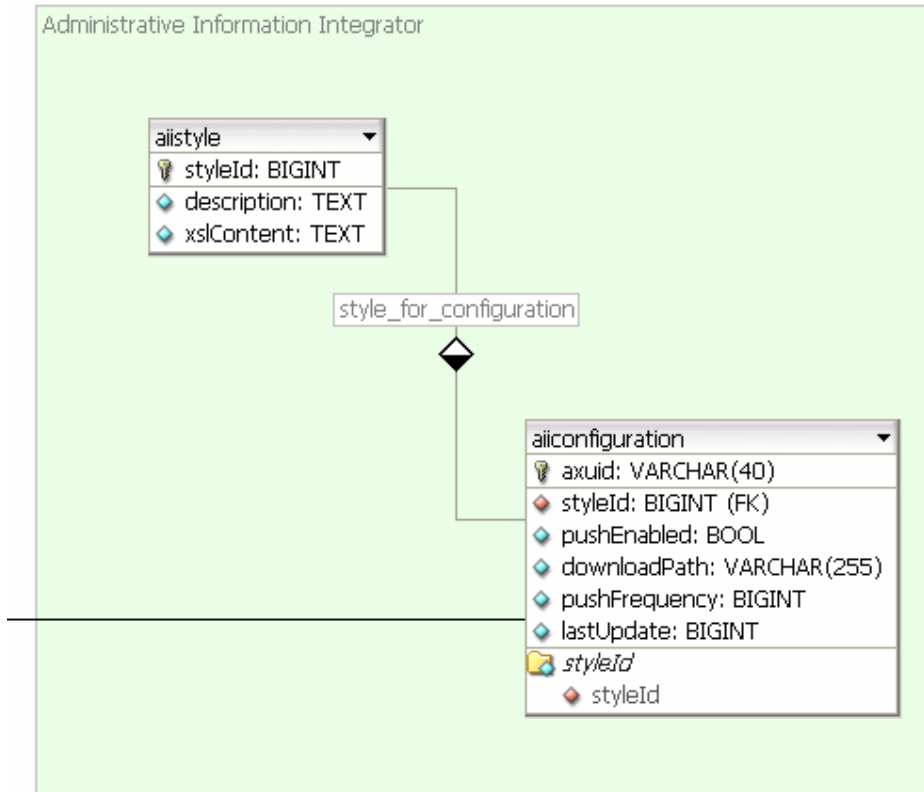 Administrative Information Integrator
aiistyle
styleId: BIGINT
description: TEXT
xslContent: TEXT
style_for_configuration
aiiconfiguration
axuid: VARCHAR(40)
styleId: BIGINT (FK)
pushEnabled: BOOL
downloadPath: VARCHAR(255)
pushFrequency: BIGINT
lastUpdate: BIGINT
styleId
styleId